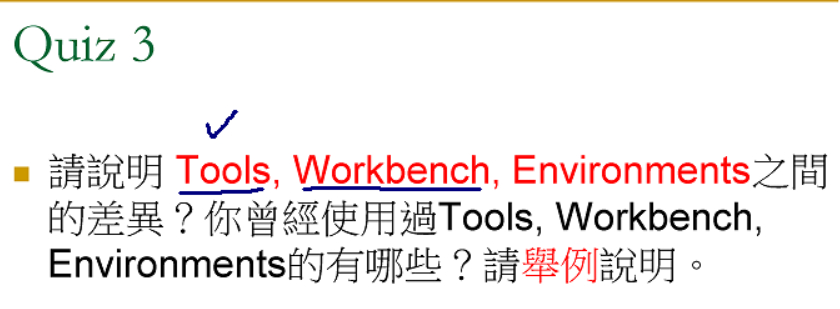 Quiz 3
請說明 Tools, Workbench, Environments之間
的差異？你曾經使用過Tools, Workbench,
Environments的有哪些？請舉例說明。